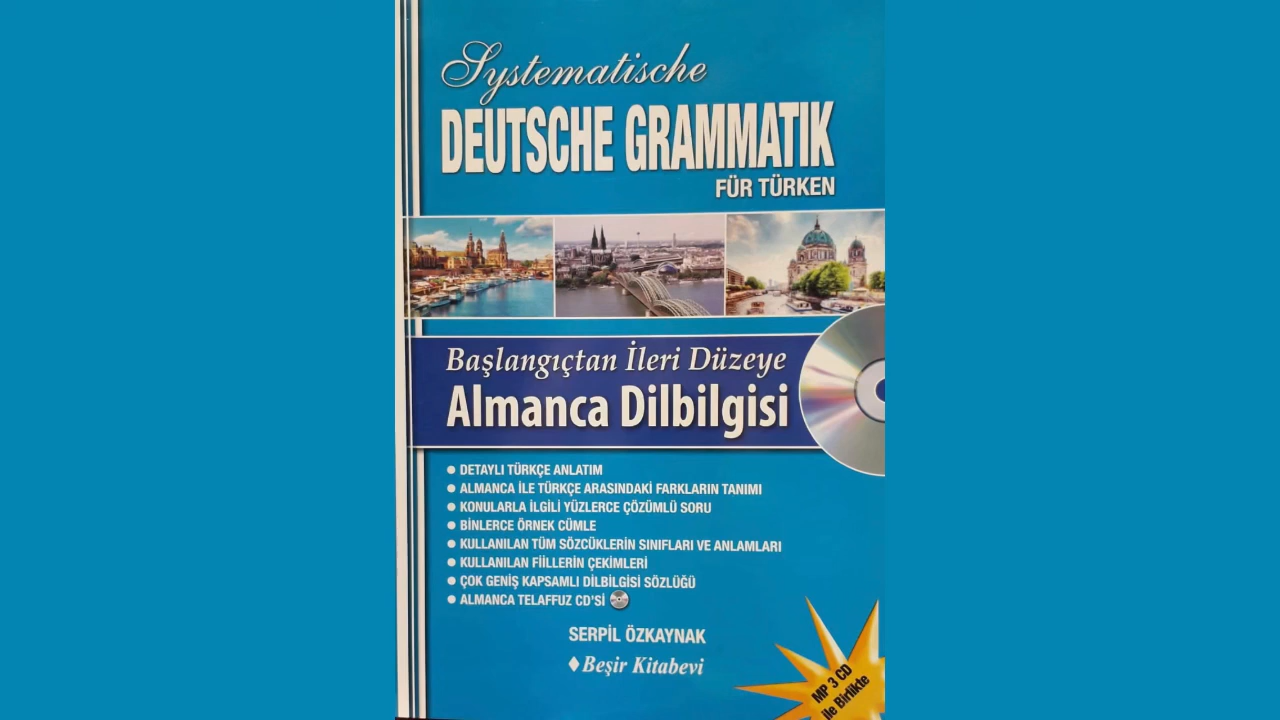 Systematische
DEUTSCHE GRAMMATIK
FÜR TÜRKEN
Başlangıçtan İleri Düzeye
Almanca Dilbilgisi
● DETAYLI TÜRKÇE ANLATIM
● ALMANCA İLE TÜRKÇE ARASINDAKİ FARKLARIN TANIMI
● KONULARLA İLGİLİ YÜZLERCE ÇÖZÜMLÜ SORU
● BİNLERCE ÖRNEK CÜMLE
● KULLANILAN TÜM SÖZCÜKLERİN SINIFLARI VE ANLAMLARI
● KULLANILAN FİİLLERİN ÇEKİMLERİ
● ÇOK GENİŞ KAPSAMLI DİLBİLGİSİ SÖZLÜĞÜ
● ALMANCA TELAFFUZ CD'Sİ
SERPİL ÖZKAYNAK
♦ Beşir Kitabevi
MP 3 CD
ile Birlikte